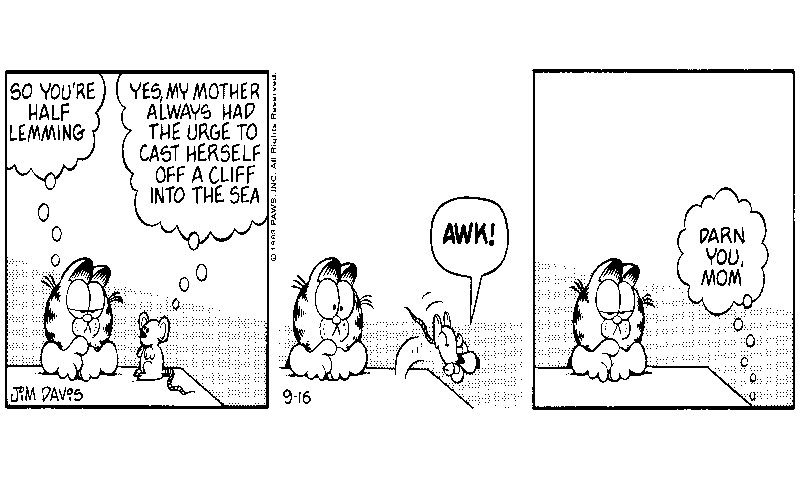 SO YOU'RE
HALF
LEMMING
YES, MY MOTHER
ALWAYS HAD
THE URGE TO
CAST HERSELF
OFF A CLIFF
INTO THE SEA
JIM DAVIS
PAWS, INC. All Rights Reserved.
AWK!
9-16
DARN
YOU,
MOM